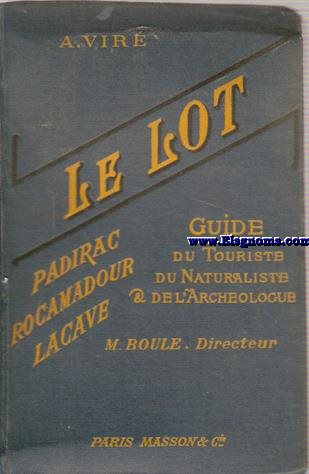 A. VIRÉ
LE LOT
PADIRAC
ROCAMADOUR
LACAVE
GUIDE
www.Elsgnoms.com
DU TOURISTE
DU NATURALISTE
& DE L'ARCHEOLOGUE
M. BOULE. Directeur
PARIS MASSON & Cie